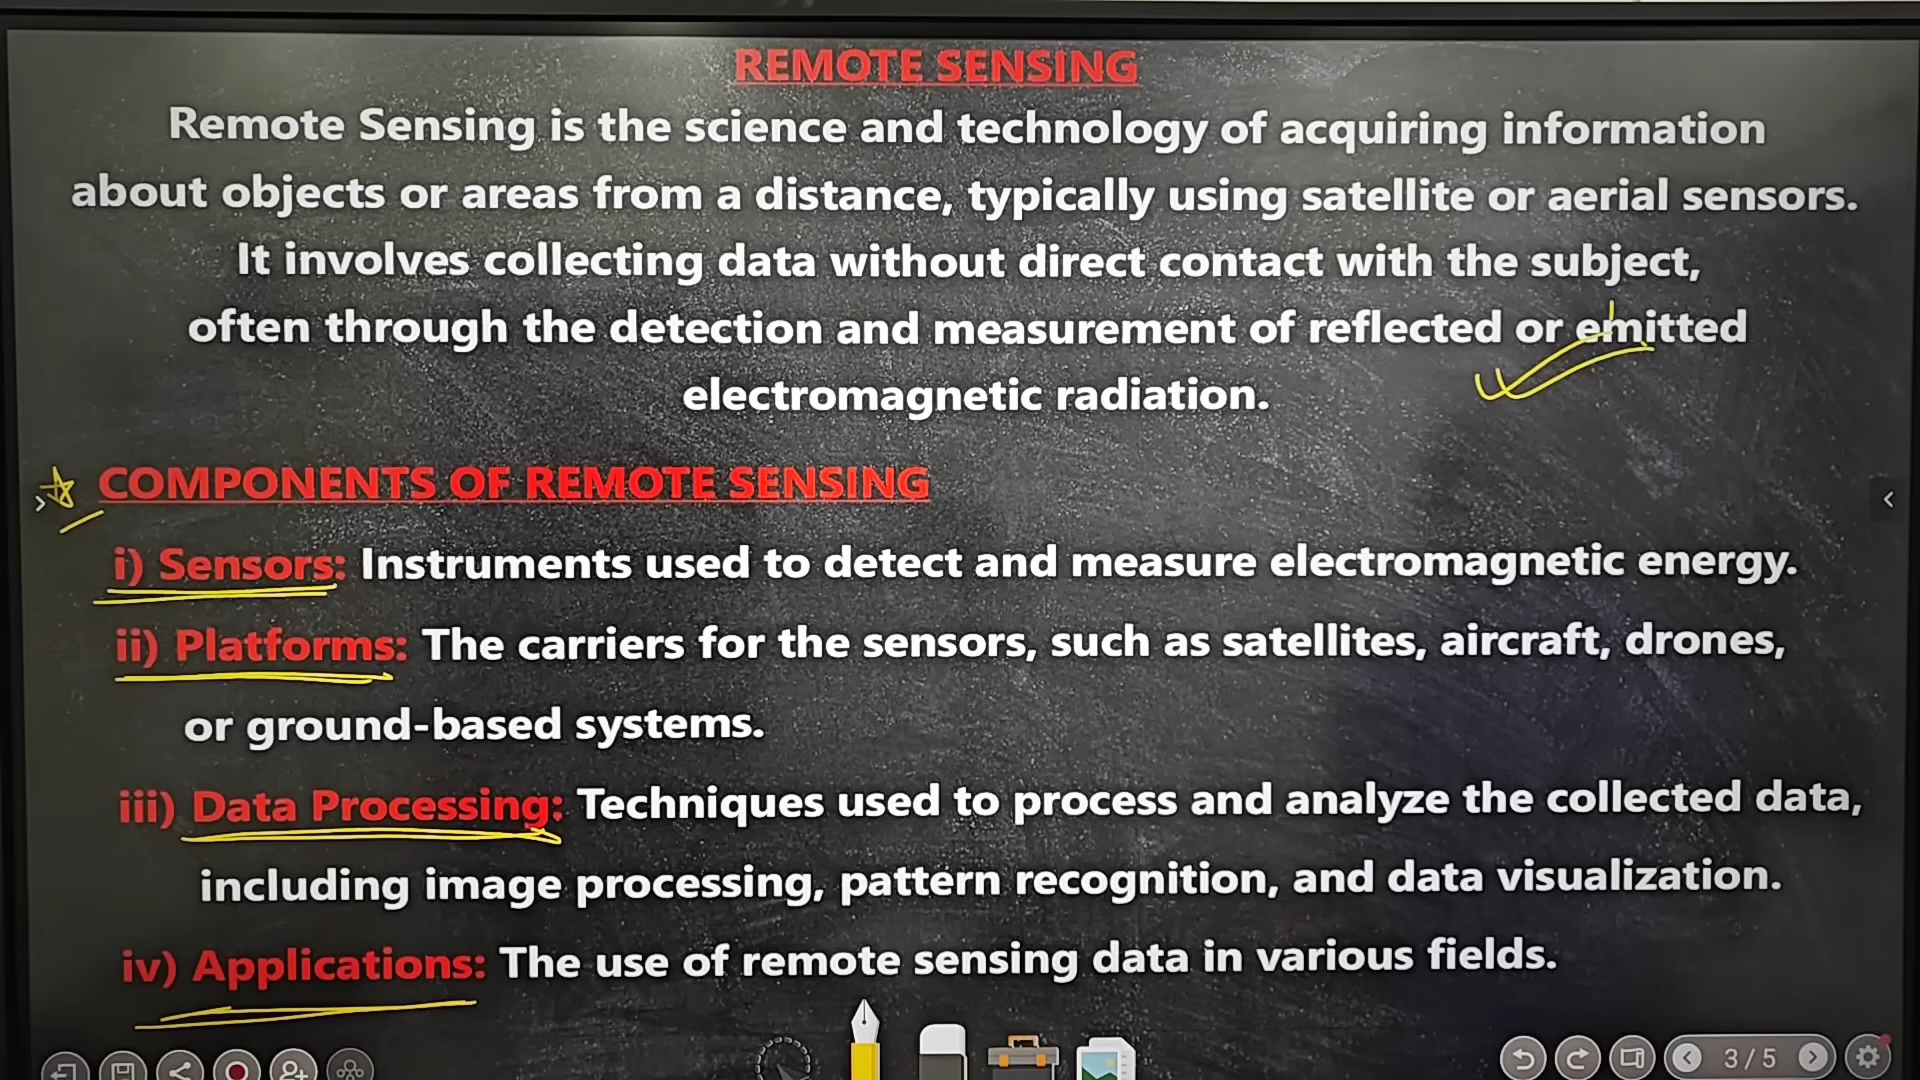 REMOTE SENSING
Remote Sensing is the science and technology of acquiring information
about objects or areas from a distance, typically using satellite or aerial sensors.
It involves collecting data without direct contact with the subject,
often through the detection and measurement of reflected or emitted
electromagnetic radiation.
COMPONENTS OF REMOTE SENSING
i) Sensors: Instruments used to detect and measure electromagnetic energy.
ii) Platforms: The carriers for the sensors, such as satellites, aircraft, drones,
or ground-based systems.
iii) Data Processing: Techniques used to process and analyze the collected data,
including image processing, pattern recognition, and data visualization.
iv) Applications: The use of remote sensing data in various fields.
3/5